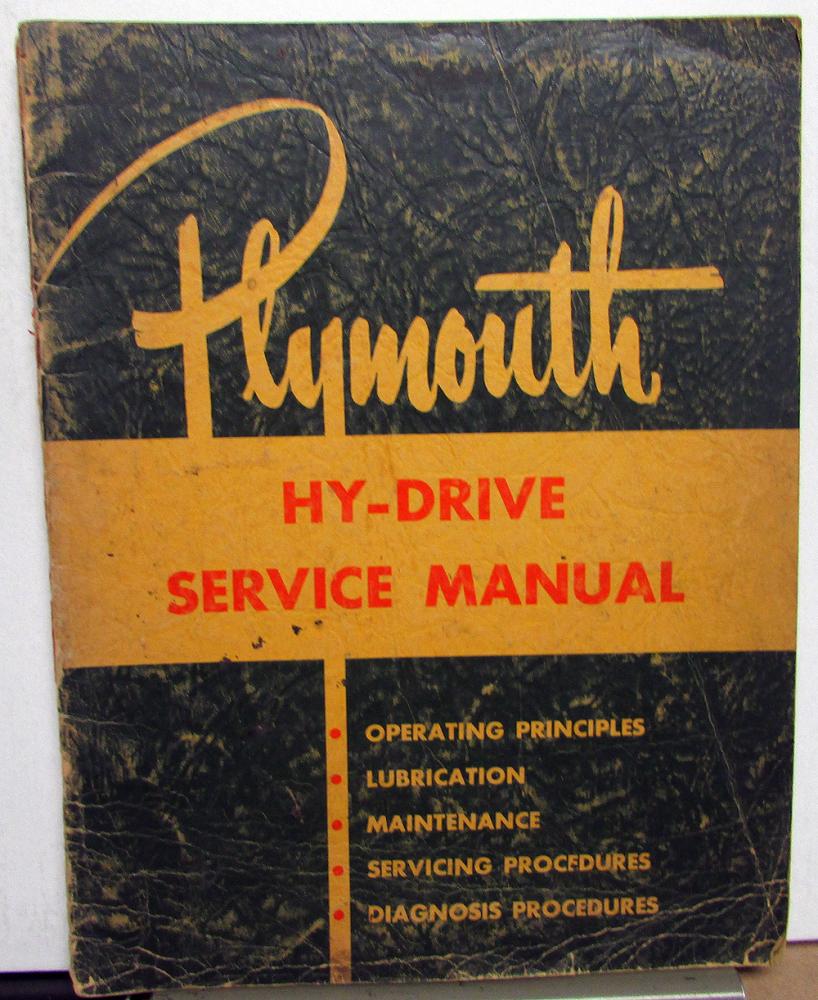 Plymouth
HY-DRIVE
SERVICE MANUAL
• OPERATING PRINCIPLES
• LUBRICATION
• MAINTENANCE
• SERVICING PROCEDURES
• DIAGNOSIS PROCEDURES